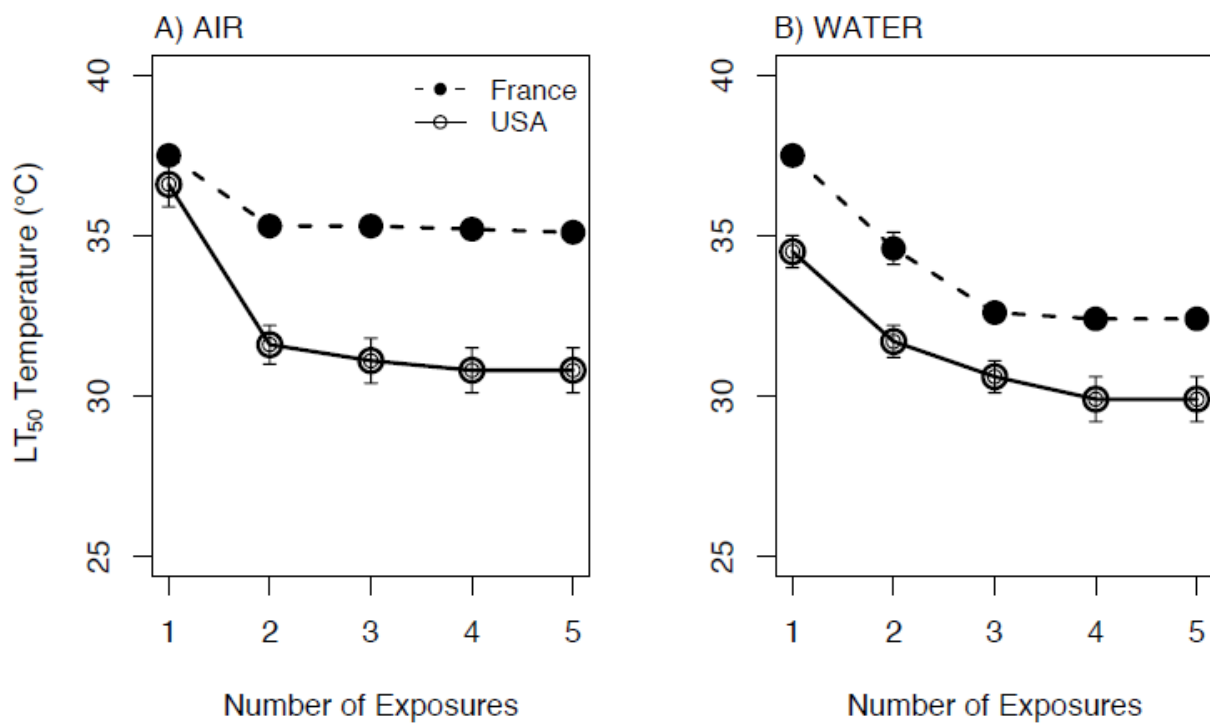 A) AIR
B) WATER
France
USA
LT50 Temperature (°C)
40
35
30
25
1 2 3 4 5
Number of Exposures
40
35
30
25
1 2 3 4 5
Number of Exposures